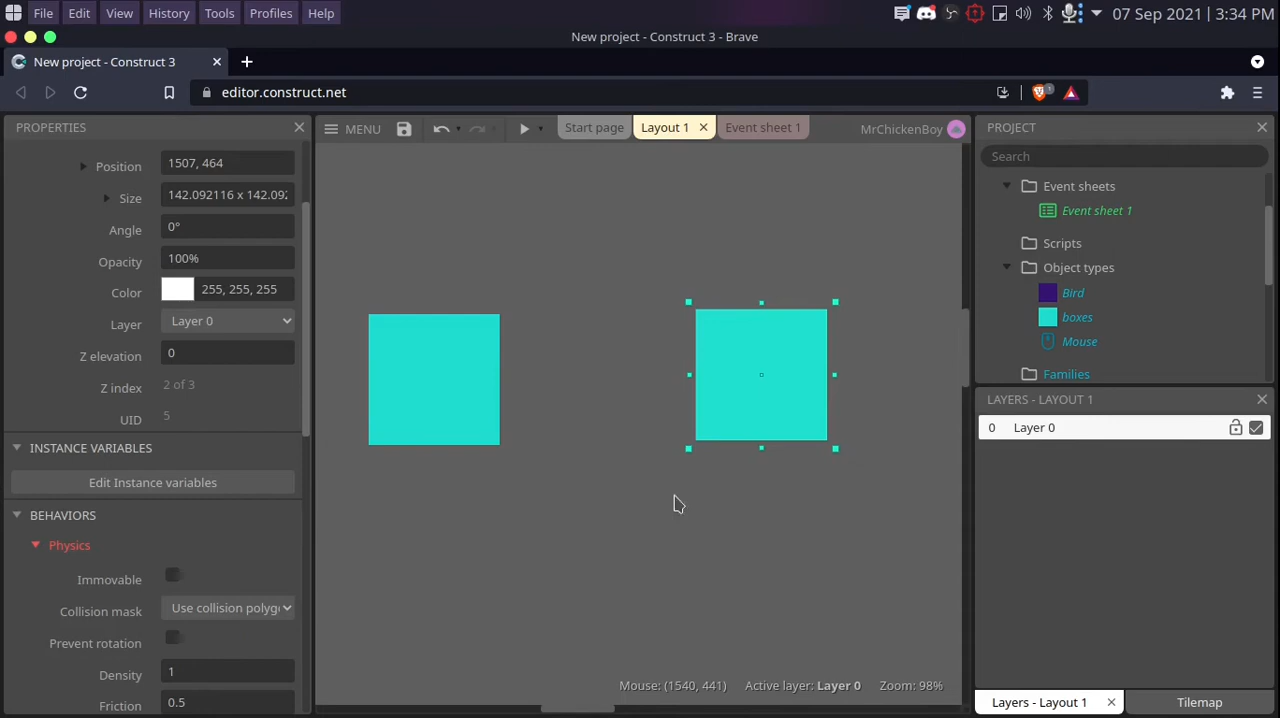 File Edit View History Tools Profiles Help 07 Sep 2021 | 3:34 PM
New project - Construct 3 - Brave
New project - Construct 3
editor.construct.net 1
PROPERTIES
MENU
Start page
Layout 1
Event sheet 1
MrChickenBoy
PROJECT
Position 1507, 464
Size 142.092116 x 142.092
Angle 0°
Opacity 100%
Color 255, 255, 255
Layer Layer 0
Z elevation 0
Z index 2 of 3
UID 5
INSTANCE VARIABLES
Edit Instance variables
BEHAVIORS
Physics
Immovable
Collision mask Use collision polyg
Prevent rotation
Density 1
Friction 0.5
Mouse: (1540, 441) Active layer: Layer 0 Zoom: 98%
Search
Event sheets
Event sheet 1
Scripts
Object types
Bird
boxes
Mouse
Families
LAYERS - LAYOUT 1
0 Layer 0
Layers - Layout 1 Tilemap